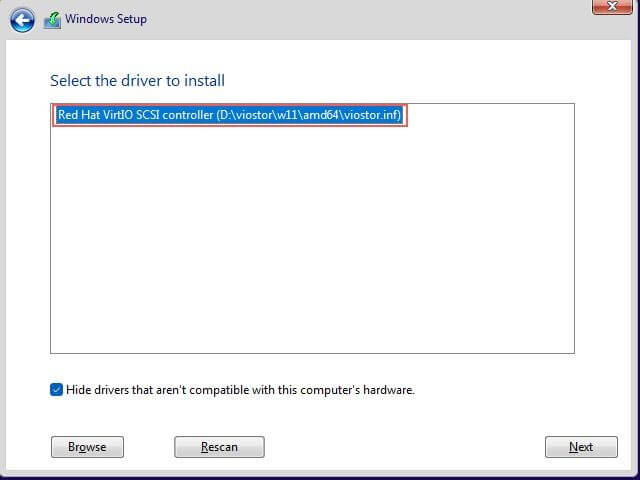 Windows Setup
Select the driver to install
Red Hat VirtIO SCSI controller (D:\viostor\w11\amd64\viostor.inf)
Hide drivers that aren't compatible with this computer's hardware.
Browse Rescan Next